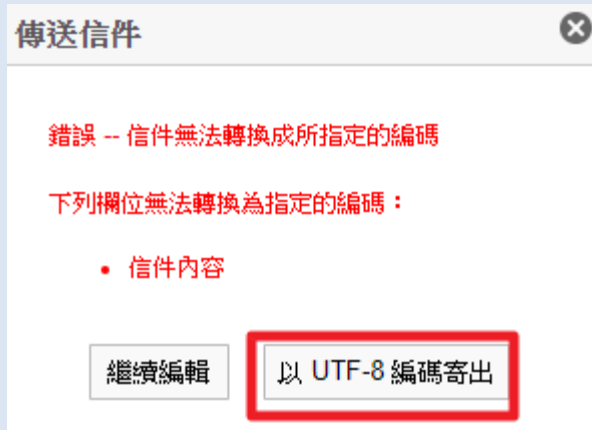 傳送信件
錯誤 -- 信件無法轉換成所指定的編碼
下列欄位無法轉換為指定的編碼：
• 信件內容
繼續編輯
以 UTF-8 編碼寄出